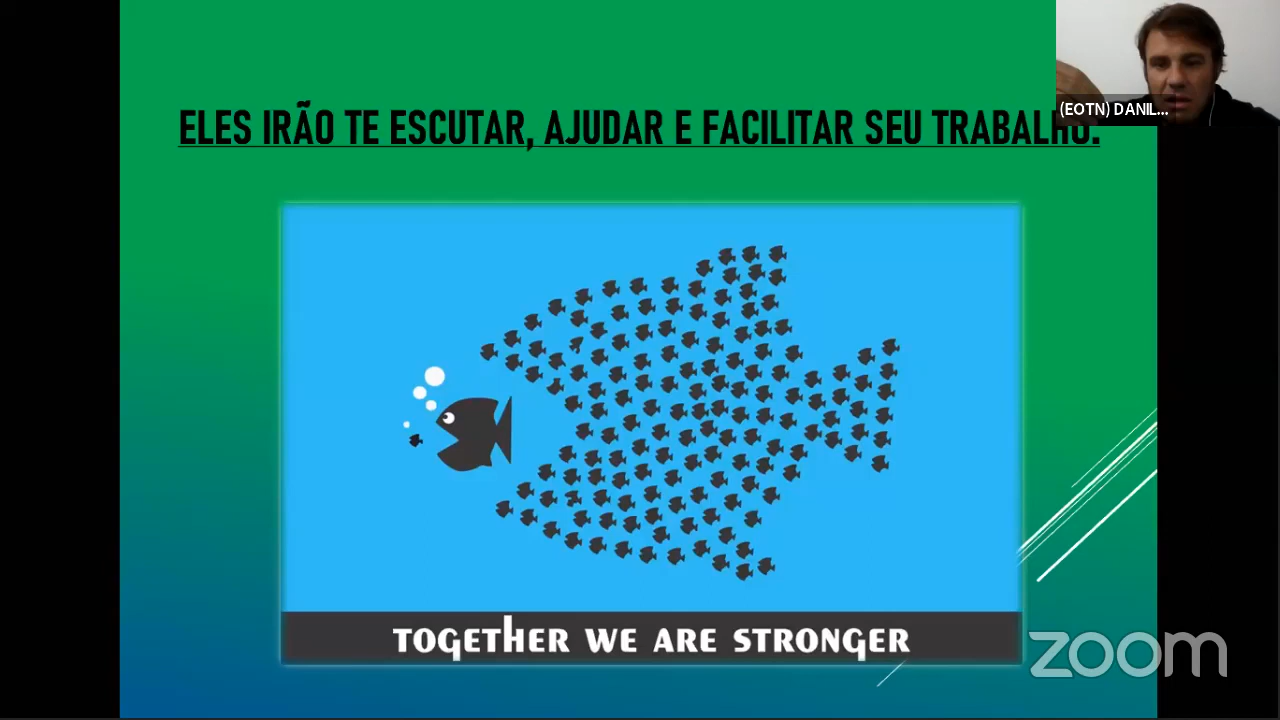 ELES IRÃO TE ESCUTAR, AJUDAR E FACILITAR SEU TRABALHO.
(EOTN) DANIL...
TOGETHER WE ARE STRONGER
zoom